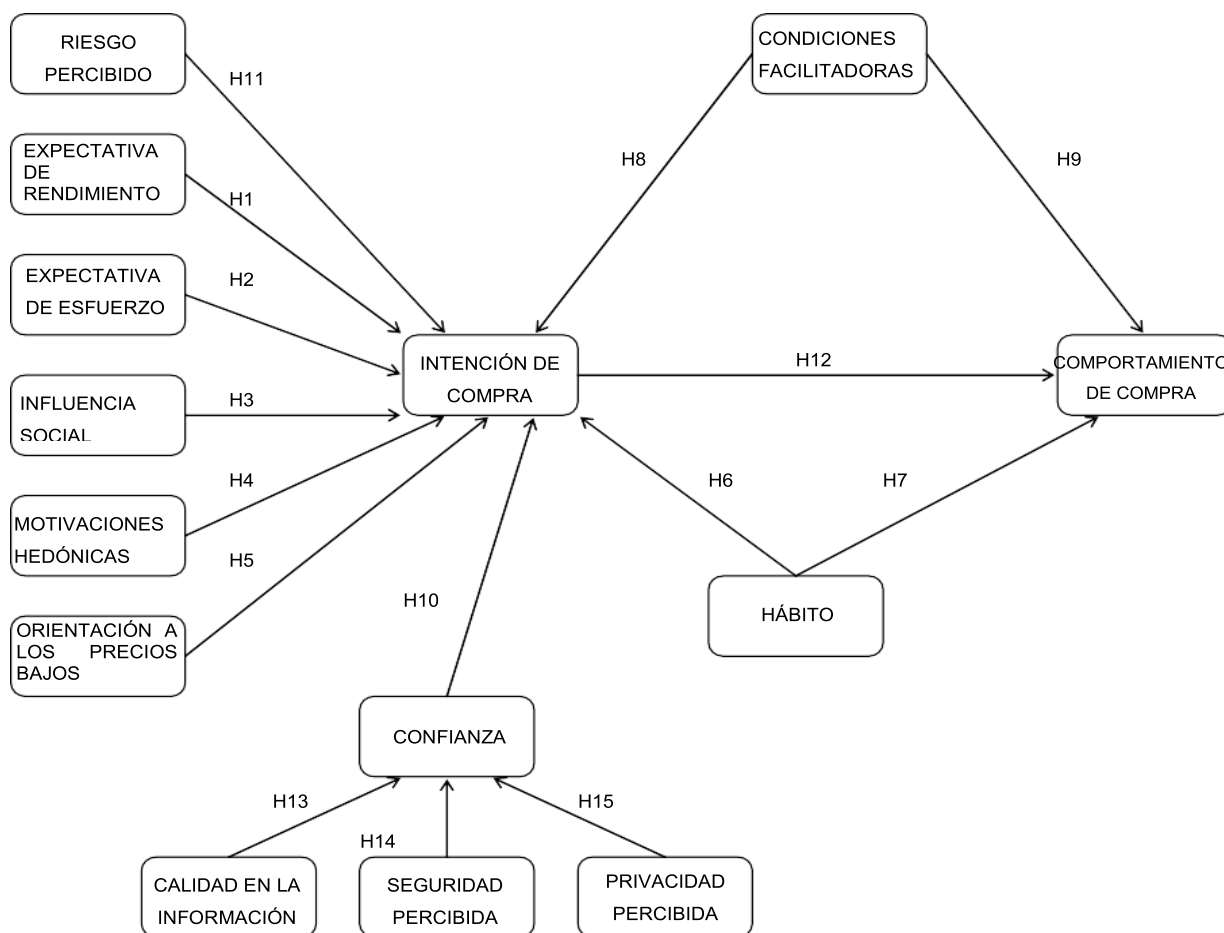 RIESGO
PERCIBIDO
CONDICIONES
FACILITADORAS
H11
EXPECTATIVA
DE
RENDIMIENTO
H8
H9
H1
EXPECTATIVA
DE ESFUERZO
H2
INTENCIÓN DE
COMPRA
H12
COMPORTAMIENTO
DE COMPRA
INFLUENCIA
SOCIAL
H3
H4
H6
H7
MOTIVACIONES
HEDÓNICAS
H5
H10
HÁBITO
ORIENTACIÓN A
LOS PRECIOS
BAJOS
CONFIANZA
H13
H15
H14
CALIDAD EN LA
INFORMACIÓN
SEGURIDAD
PERCIBIDA
PRIVACIDAD
PERCIBIDA